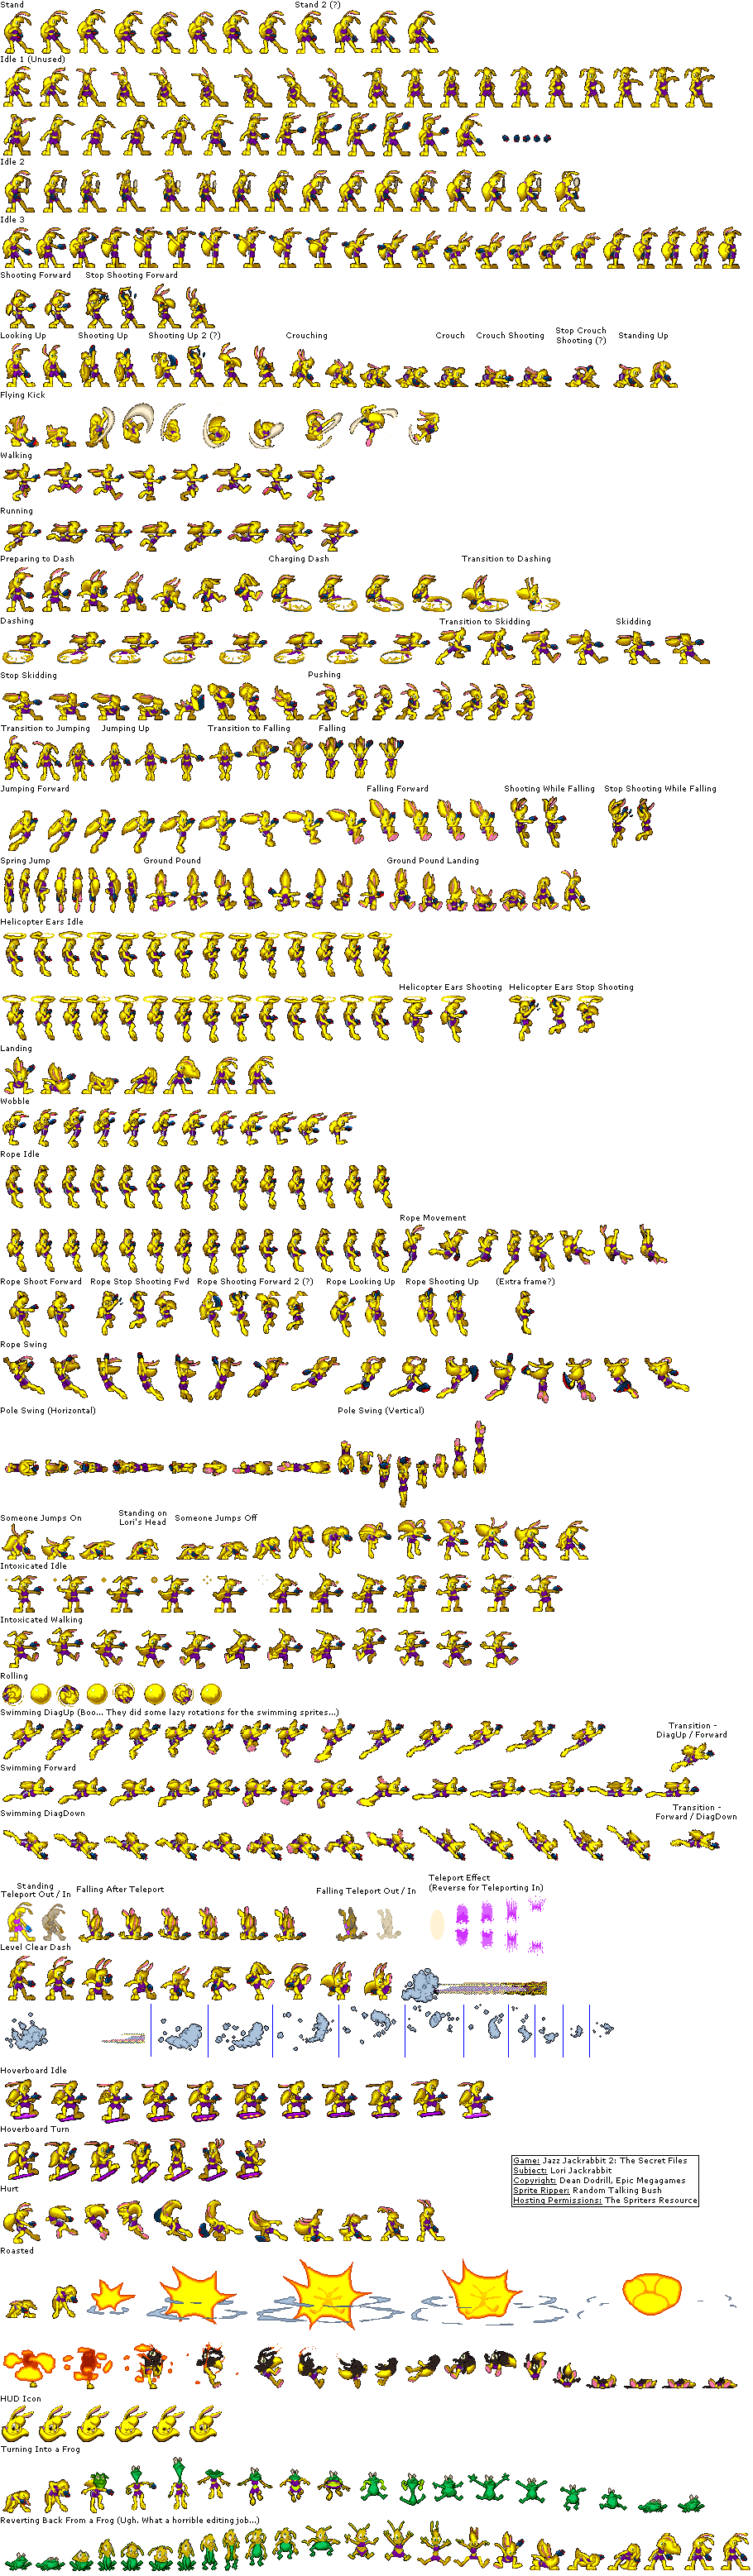 Stand
Stand 2 (?)
Idle 1 (Unused)
Idle 2
Idle 3
Shooting Forward
Stop Shooting Forward
Looking Up
Shooting Up
Shooting Up 2 (?)
Crouching
Crouch
Crouch Shooting
Stop Crouch
Shooting (?)
Standing Up
Flying Kick
Walking
Running
Preparing to Dash
Charging Dash
Transition to Dashing
Dashing
Transition to Skidding
Skidding
Stop Skidding
Pushing
Transition to Jumping
Jumping Up
Transition to Falling
Falling
Jumping Forward
Falling Forward
Shooting While Falling
Stop Shooting While Falling
Spring Jump
Ground Pound
Ground Pound Landing
Helicopter Ears Idle
Helicopter Ears Shooting
Helicopter Ears Stop Shooting
Landing
Wobble
Rope Idle
Rope Movement
Rope Shoot Forward
Rope Stop Shooting Fwd
Rope Shooting Forward 2 (?)
Rope Looking Up
Rope Shooting Up
(Extra frame?)
Rope Swing
Pole Swing (Horizontal)
Pole Swing (Vertical)
Someone Jumps On
Standing on
Lori's Head
Someone Jumps Off
Intoxicated Idle
Intoxicated Walking
Rolling
Swimming DiagUp (Boo... They did some lazy rotations for the swimming sprites...)
Transition -
DiagUp / Forward
Swimming Forward
Swimming DiagDown
Transition -
Forward / DiagDown
Standing
Teleport Out / In
Falling After Teleport
Falling Teleport Out / In
Teleport Effect
(Reverse for Teleporting In)
Level Clear Dash
Hoverboard Idle
Hoverboard Turn
Game: Jazz Jackrabbit 2: The Secret Files
Subject: Lori Jackrabbit
Copyright: Dean Dodrill, Epic Megagames
Sprite Ripper: Random Talking Bush
Hosting Permissions: The Spriters Resource
Hurt
Roasted
HUD Icon
Turning Into a Frog
Reverting Back From a Frog (Ugh. What a horrible editing job...)